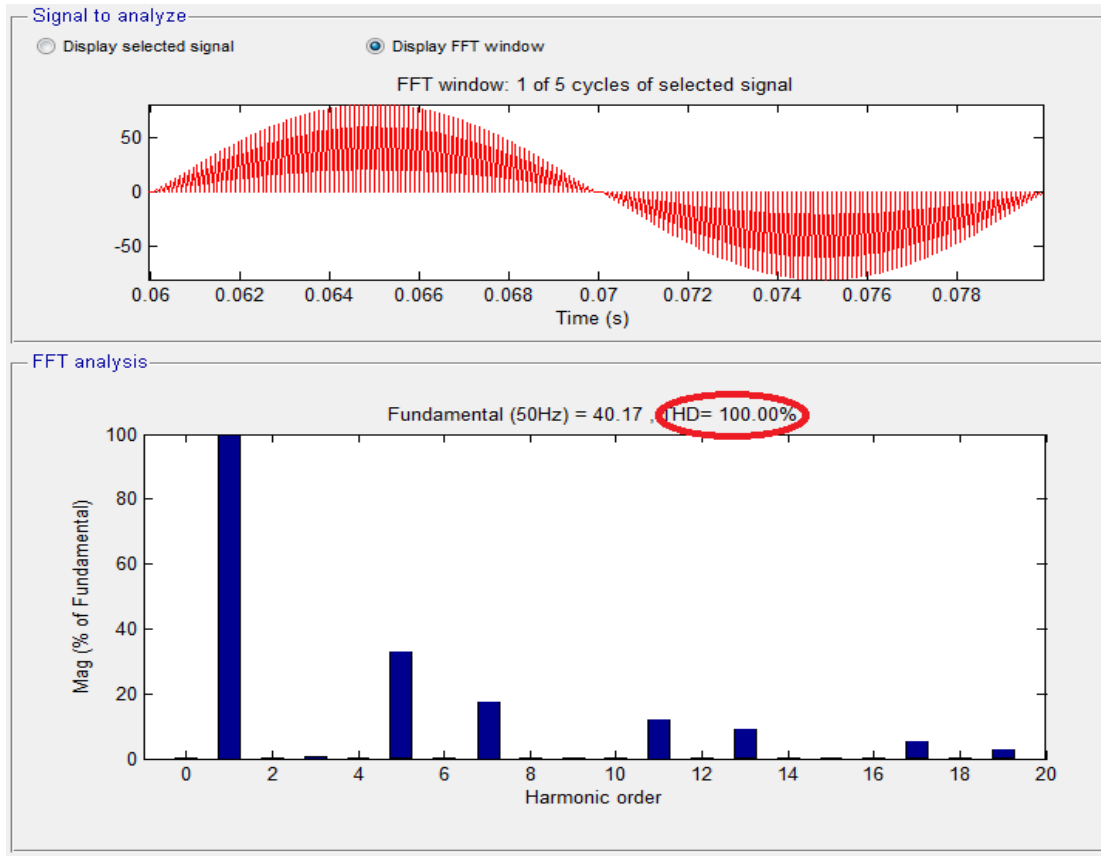 Signal to analyze
Display selected signal Display FFT window
FFT window: 1 of 5 cycles of selected signal
50
0
-50
0.06 0.062 0.064 0.066 0.068 0.07 0.072 0.074 0.076 0.078
Time (s)
FFT analysis
Fundamental (50Hz) = 40.17 , THD= 100.00%
100
80
60
40
20
0
Mag (% of Fundamental)
0 2 4 6 8 10 12 14 16 18 20
Harmonic order